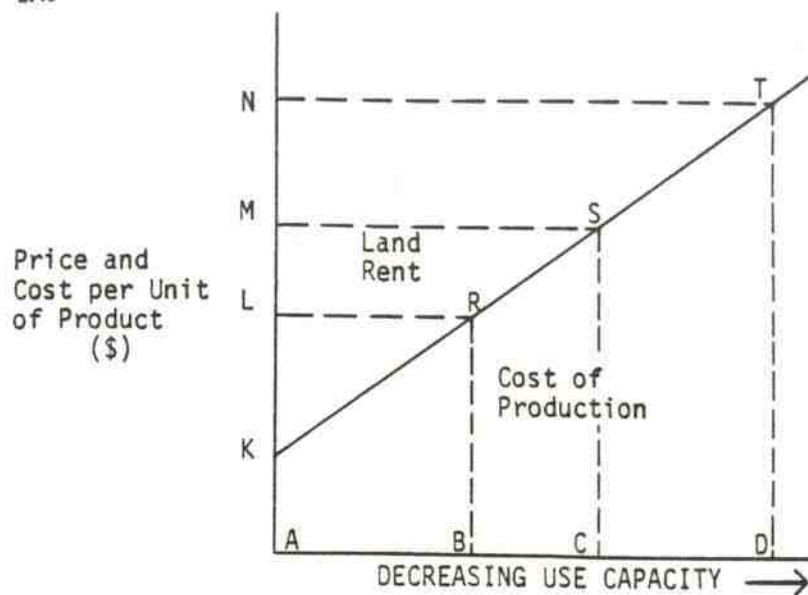 N
T
M
S
Land
Rent
Price and
Cost per Unit
of Product
($)
L
R
Cost of
Production
K
A
B
C
D
DECREASING USE CAPACITY